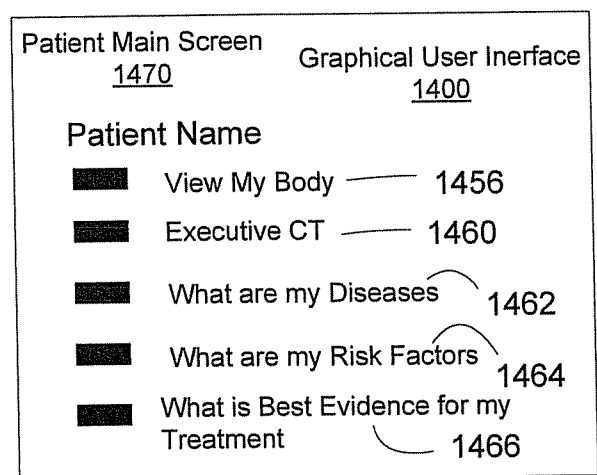 Patient Main Screen
1470
Graphical User Inerface
1400
Patient Name
View My Body 1456
Executive CT 1460
What are my Diseases 1462
What are my Risk Factors 1464
What is Best Evidence for my
Treatment 1466